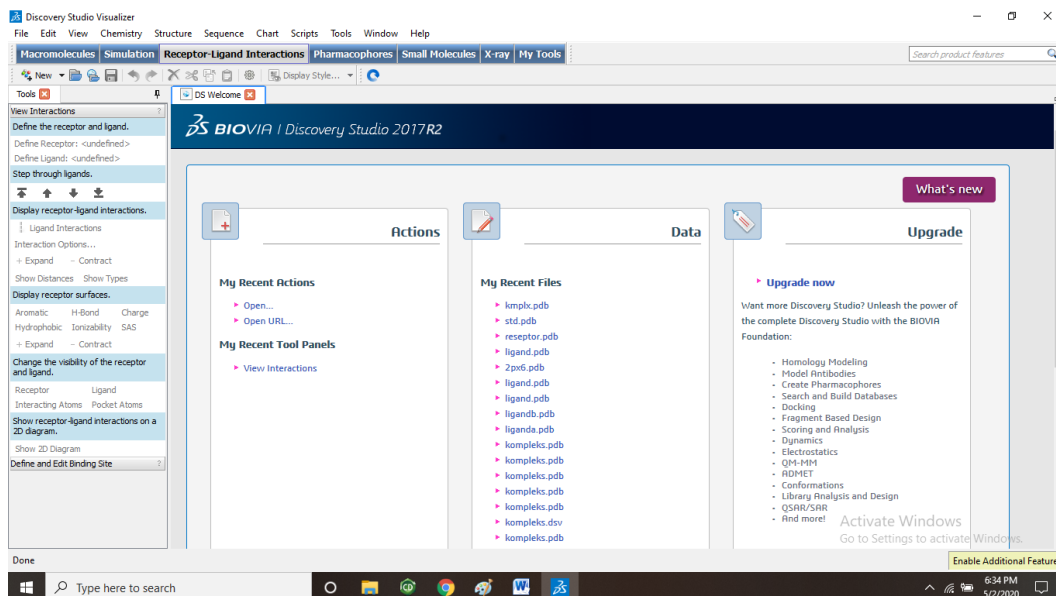 Discovery Studio Visualizer
File Edit View Chemistry Structure Sequence Chart Scripts Tools Window Help
Macromolecules Simulation Receptor-Ligand Interactions Pharmacophores Small Molecules X-ray My Tools
Search product features
New Display Style...
Tools
DS Welcome
View Interactions ?
Define the receptor and ligand.
Define Receptor: <undefined>
Define Ligand: <undefined>
Step through ligands.
Display receptor-ligand interactions.
Ligand Interactions
Interaction Options...
+ Expand - Contract
Show Distances Show Types
Display receptor surfaces.
Aromatic H-Bond Charge
Hydrophobic Ionizability SAS
+ Expand - Contract
Change the visibility of the receptor
and ligand.
Receptor Ligand
Interacting Atoms Pocket Atoms
Show receptor-ligand interactions on a
2D diagram.
Show 2D Diagram
Define and Edit Binding Site ?
BIOVIA | Discovery Studio 2017R2
What's new
Actions
My Recent Actions
Open...
Open URL...
My Recent Tool Panels
View Interactions
Data
My Recent Files
kmplx.pdb
std.pdb
reseptor.pdb
ligand.pdb
2px6.pdb
ligand.pdb
ligand.pdb
ligandb.pdb
liganda.pdb
kompleks.pdb
kompleks.pdb
kompleks.pdb
kompleks.pdb
kompleks.pdb
kompleks.dsv
kompleks.pdb
Upgrade
Upgrade now
Want more Discovery Studio? Unleash the power of
the complete Discovery Studio with the BIOVIA
Foundation:
- Homology Modeling
- Model Antibodies
- Create Pharmacophores
- Search and Build Databases
- Docking
- Fragment Based Design
- Scoring and Analysis
- Dynamics
- Electrostatics
- QM-MM
- ADMET
- Conformations
- Library Analysis and Design
- QSAR/SAR
- And more!
Activate Windows
Go to Settings to activate Windows.
Done
Enable Additional Feature
Type here to search
6:34 PM
5/2/2020